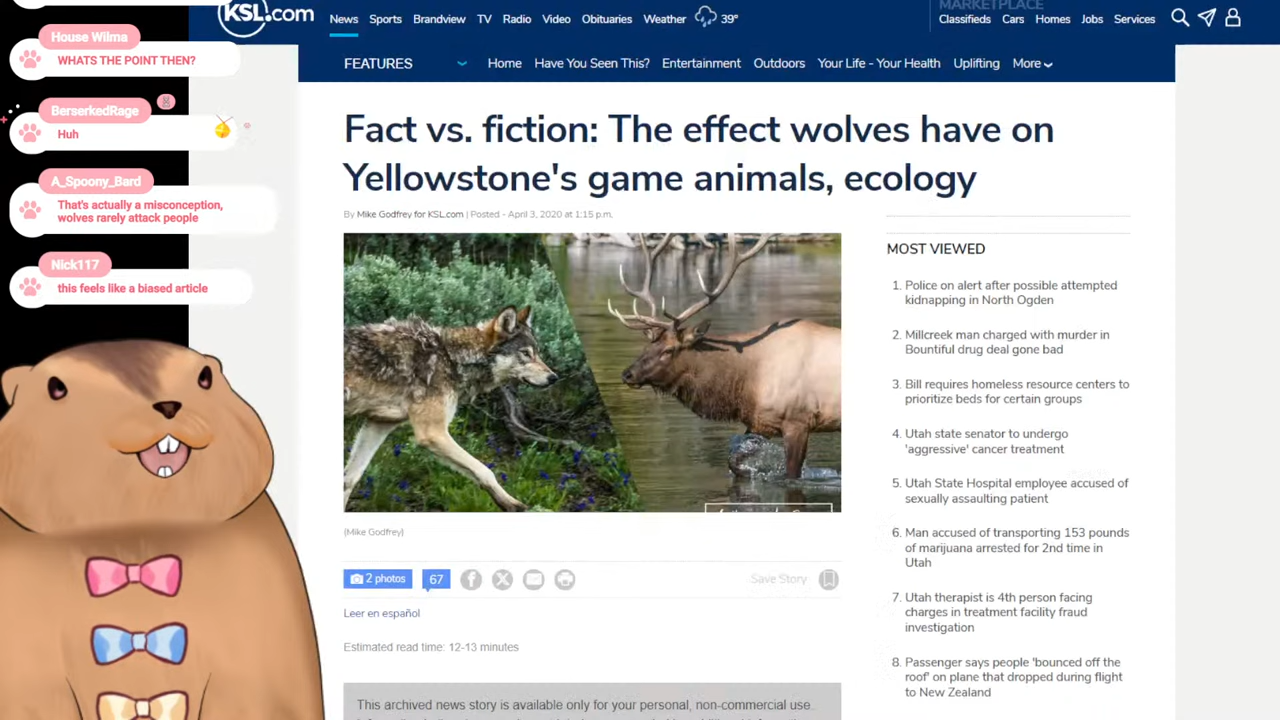 House Wilma
WHATS THE POINT THEN?
BerserkedRage
Huh
A_Spoony_Bard
That's actually a misconception,
wolves rarely attack people
Nick117
this feels like a biased article
KSL.com
News Sports Brandview TV Radio Video Obituaries Weather 39°
MARKETPLACE
Classifieds Cars Homes Jobs Services
FEATURES
Home Have You Seen This? Entertainment Outdoors Your Life - Your Health Uplifting More
Fact vs. fiction: The effect wolves have on
Yellowstone's game animals, ecology
By Mike Godfrey for KSL.com | Posted - April 3, 2020 at 1:15 p.m.
(Mike Godfrey)
2 photos
67
Save Story
Leer en español
Estimated read time: 12-13 minutes
This archived news story is available only for your personal, non-commercial use.
MOST VIEWED
1. Police on alert after possible attempted
kidnapping in North Ogden
2. Millcreek man charged with murder in
Bountiful drug deal gone bad
3. Bill requires homeless resource centers to
prioritize beds for certain groups
4. Utah state senator to undergo
'aggressive' cancer treatment
5. Utah State Hospital employee accused of
sexually assaulting patient
6. Man accused of transporting 153 pounds
of marijuana arrested for 2nd time in
Utah
7. Utah therapist is 4th person facing
charges in treatment facility fraud
investigation
8. Passenger says people 'bounced off the
roof' on plane that dropped during flight
to New Zealand